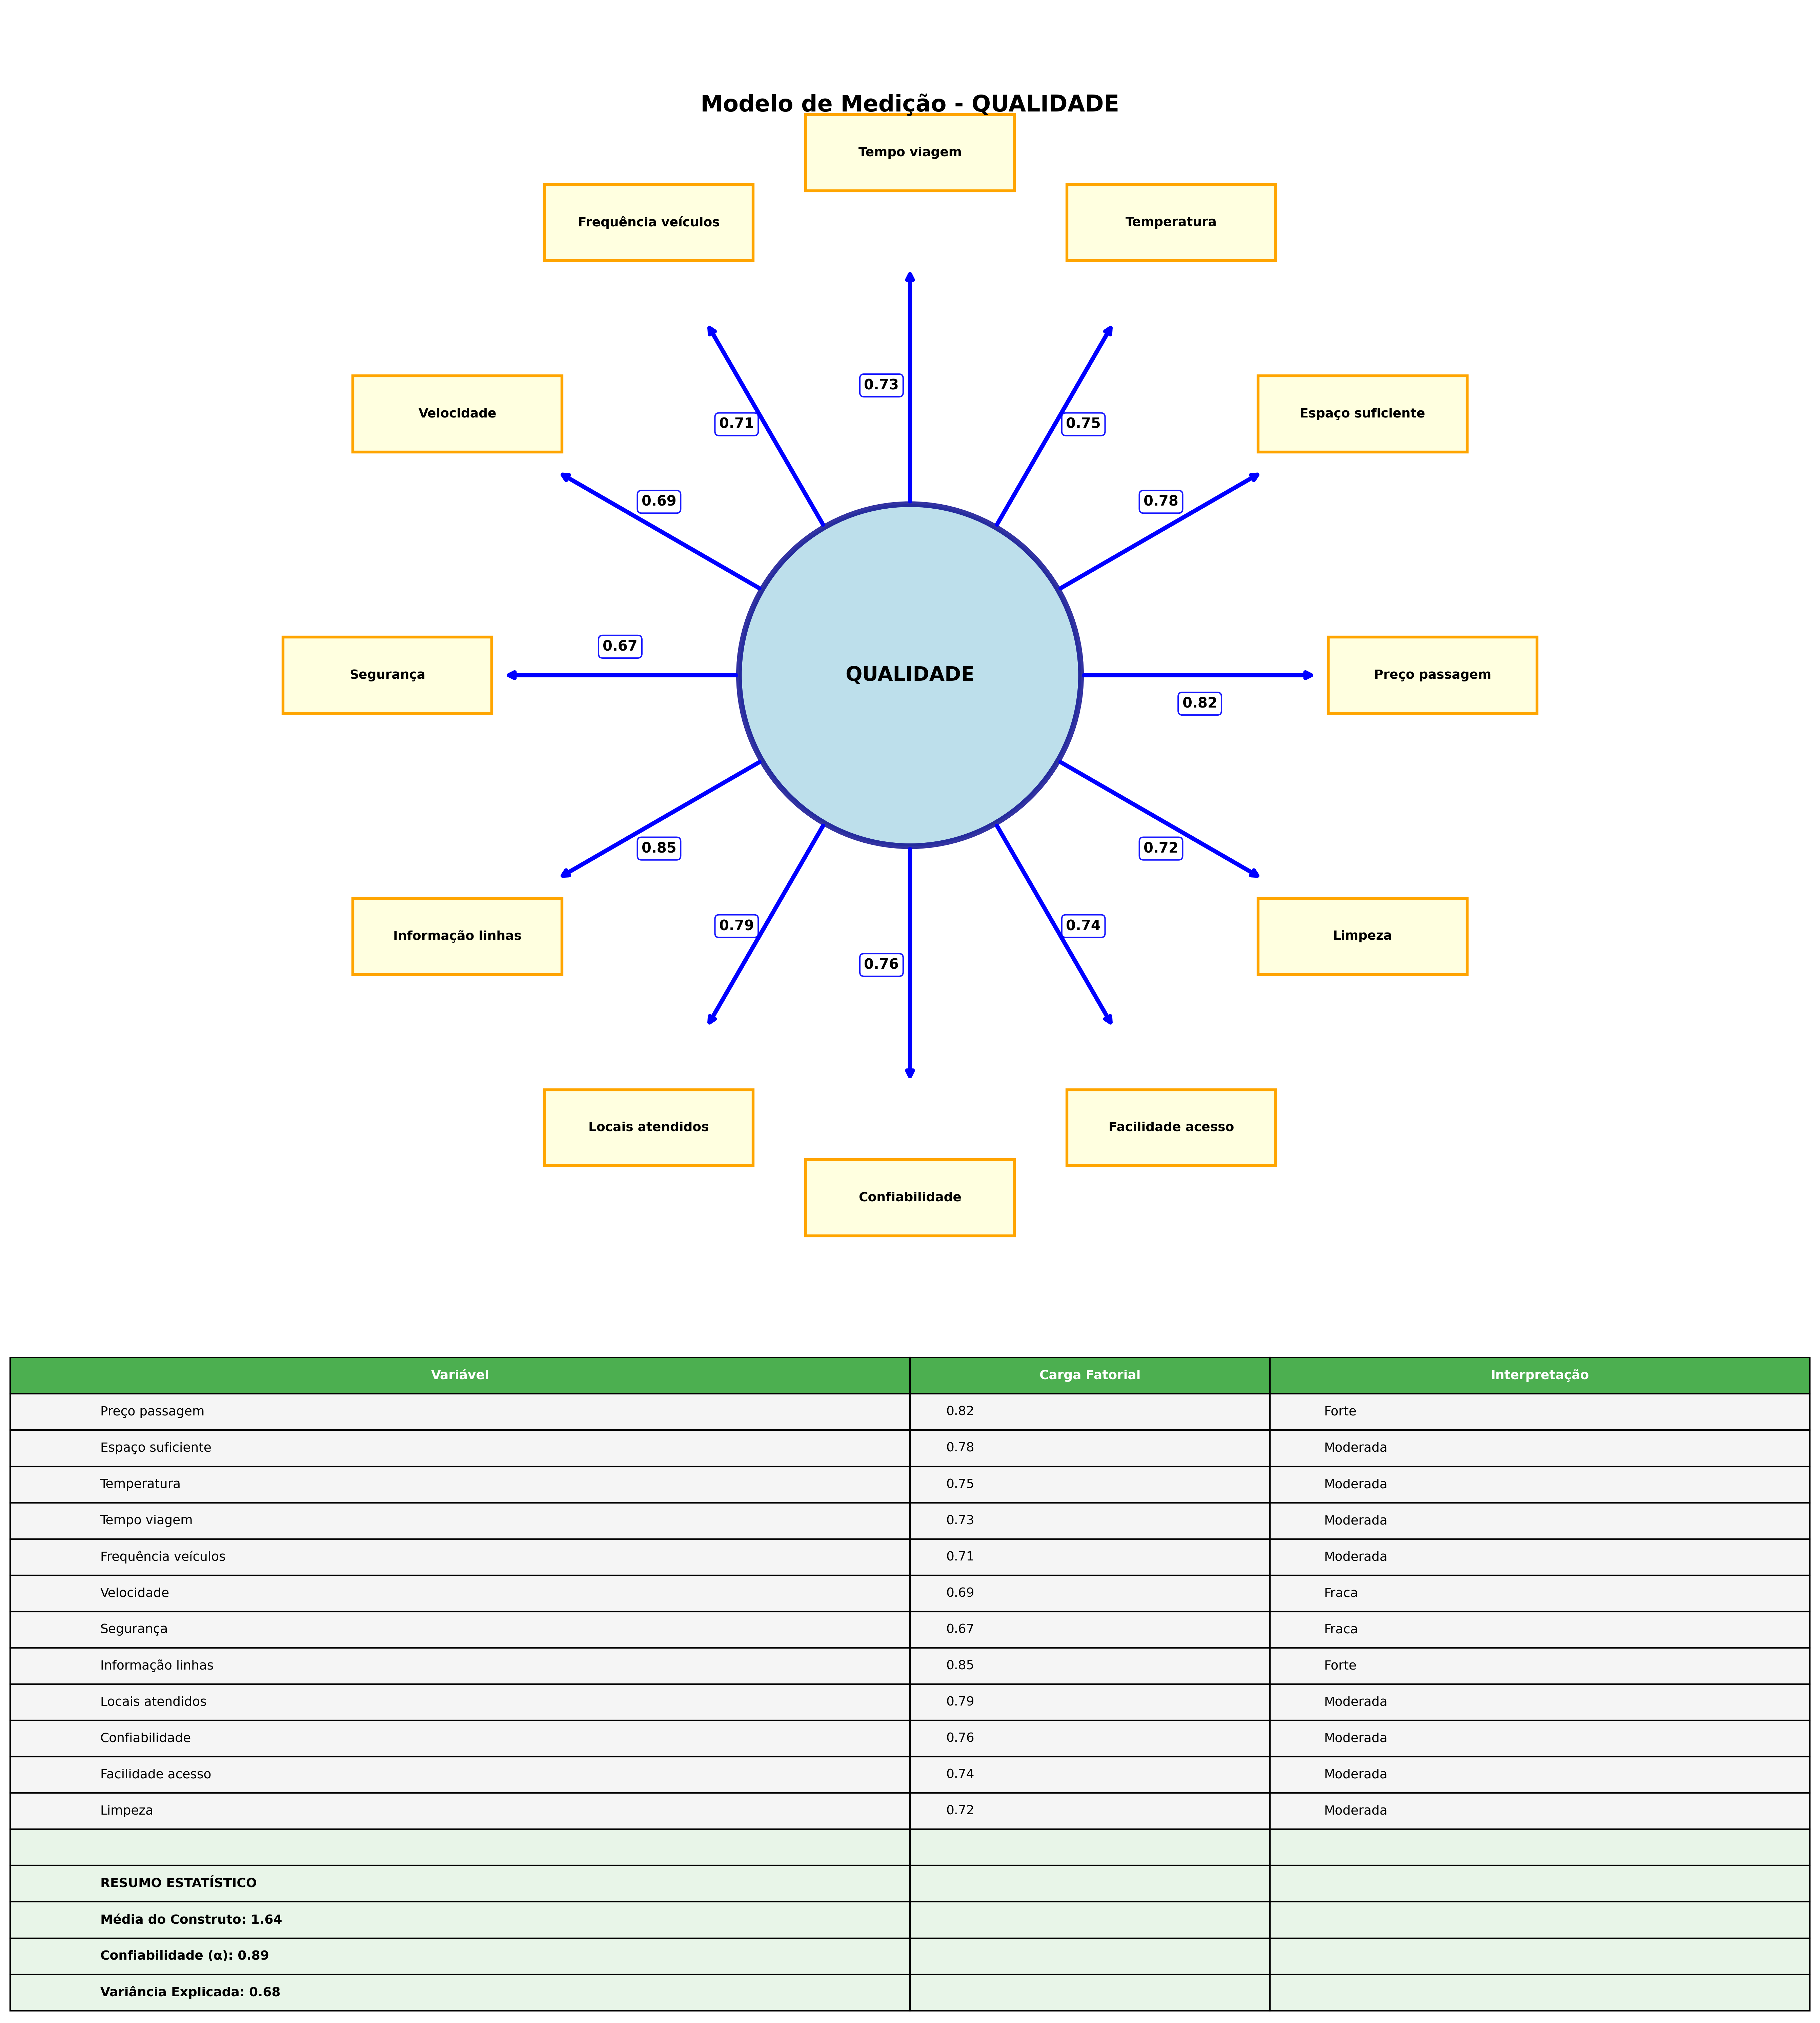 Modelo de Medição - QUALIDADE
Tempo viagem
Frequência veículos
Temperatura
Velocidade
Espaço suficiente
0.73
0.71
0.75
0.69
0.78
Segurança
0.67
QUALIDADE
Preço passagem
0.82
0.85
0.72
Informação linhas
0.79
0.76
0.74
Limpeza
Locais atendidos
Facilidade acesso
Confiabilidade
Variável Carga Fatorial Interpretação
Preço passagem 0.82 Forte
Espaço suficiente 0.78 Moderada
Temperatura 0.75 Moderada
Tempo viagem 0.73 Moderada
Frequência veículos 0.71 Moderada
Velocidade 0.69 Fraca
Segurança 0.67 Fraca
Informação linhas 0.85 Forte
Locais atendidos 0.79 Moderada
Confiabilidade 0.76 Moderada
Facilidade acesso 0.74 Moderada
Limpeza 0.72 Moderada
RESUMO ESTATÍSTICO
Média do Construto: 1.64
Confiabilidade (α): 0.89
Variância Explicada: 0.68